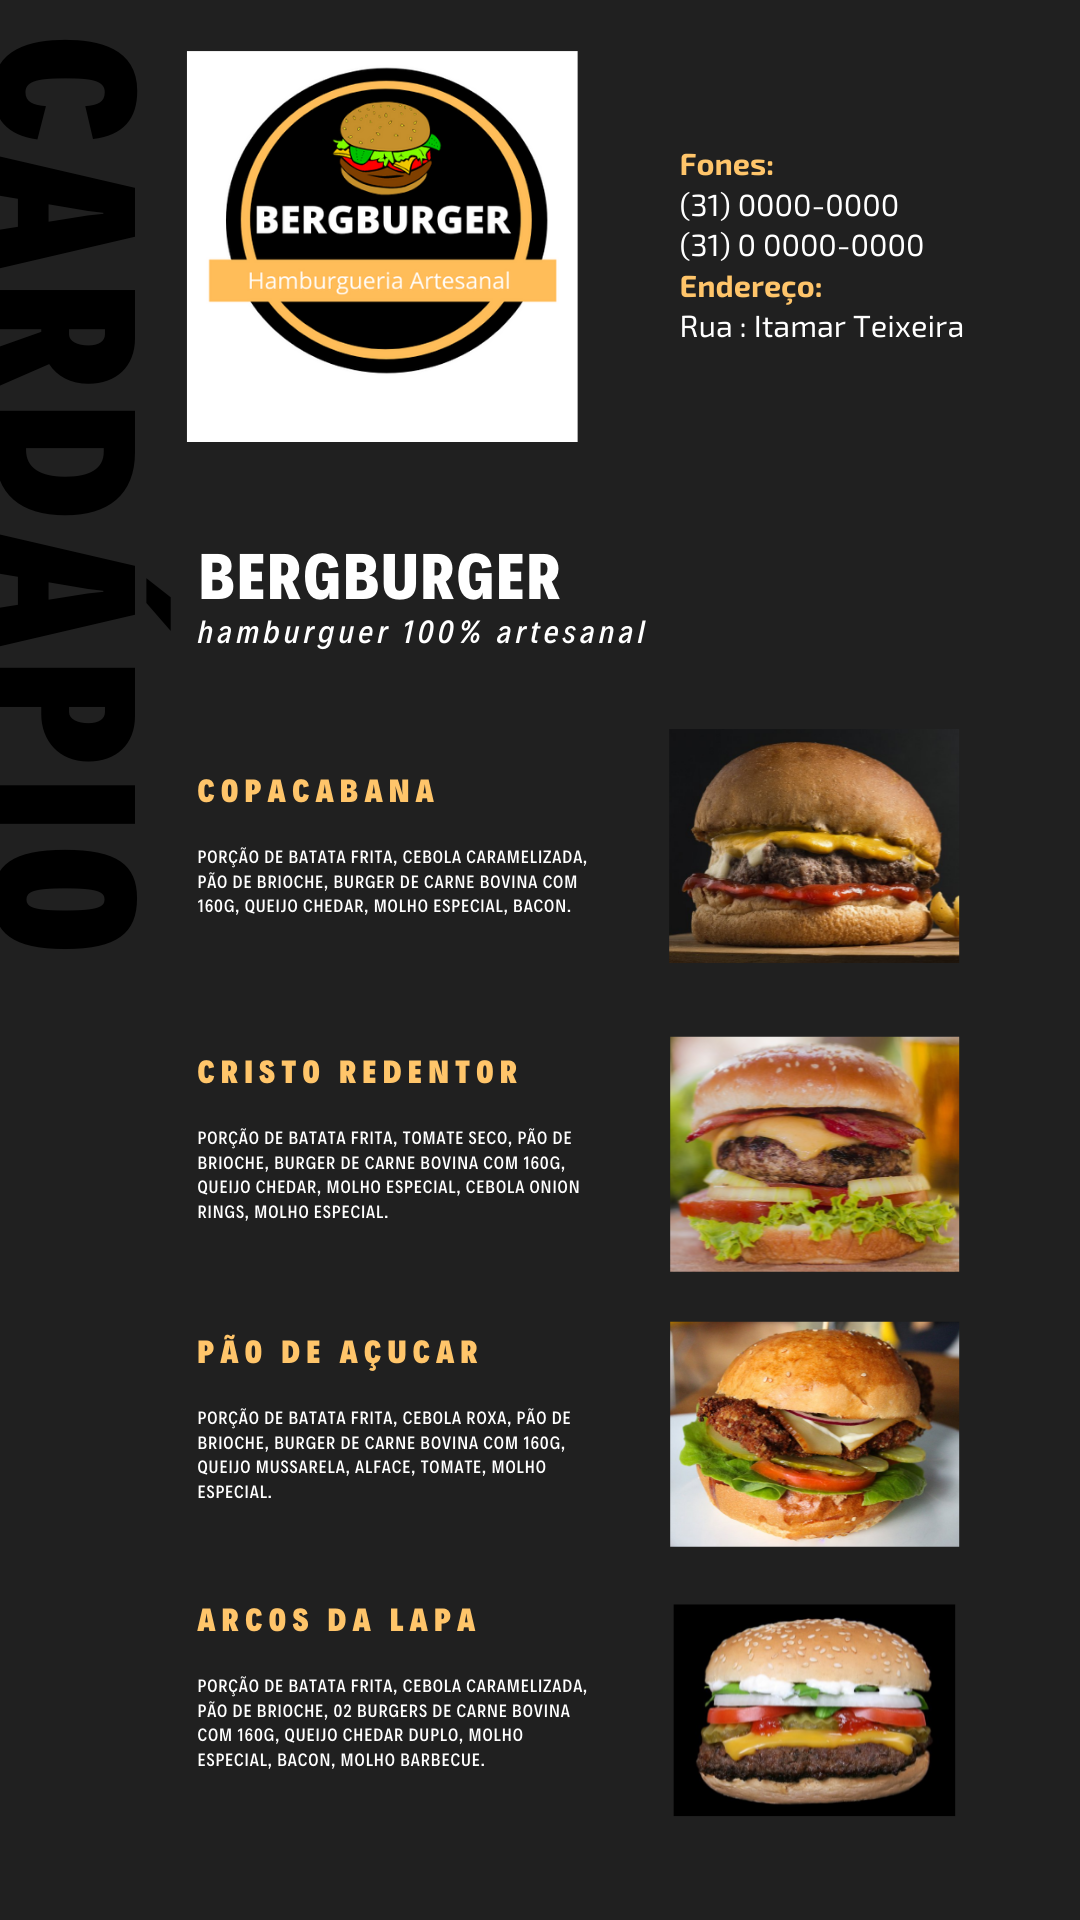 CARDÁPIO
BERGBURGER
Hamburgueria Artesanal
Fones:
(31) 0000-0000
(31) 0 0000-0000
Endereço:
Rua : Itamar Teixeira
BERGBURGER
hamburguer 100% artesanal
COPACABANA
PORÇÃO DE BATATA FRITA, CEBOLA CARAMELIZADA,
PÃO DE BRIOCHE, BURGER DE CARNE BOVINA COM
160G, QUEIJO CHEDAR, MOLHO ESPECIAL, BACON.
CRISTO REDENTOR
PORÇÃO DE BATATA FRITA, TOMATE SECO, PÃO DE
BRIOCHE, BURGER DE CARNE BOVINA COM 160G,
QUEIJO CHEDAR, MOLHO ESPECIAL, CEBOLA ONION
RINGS, MOLHO ESPECIAL.
PÃO DE AÇUCAR
PORÇÃO DE BATATA FRITA, CEBOLA ROXA, PÃO DE
BRIOCHE, BURGER DE CARNE BOVINA COM 160G,
QUEIJO MUSSARELA, ALFACE, TOMATE, MOLHO
ESPECIAL.
ARCOS DA LAPA
PORÇÃO DE BATATA FRITA, CEBOLA CARAMELIZADA,
PÃO DE BRIOCHE, 02 BURGERS DE CARNE BOVINA
COM 160G, QUEIJO CHEDAR DUPLO, MOLHO
ESPECIAL, BACON, MOLHO BARBECUE.